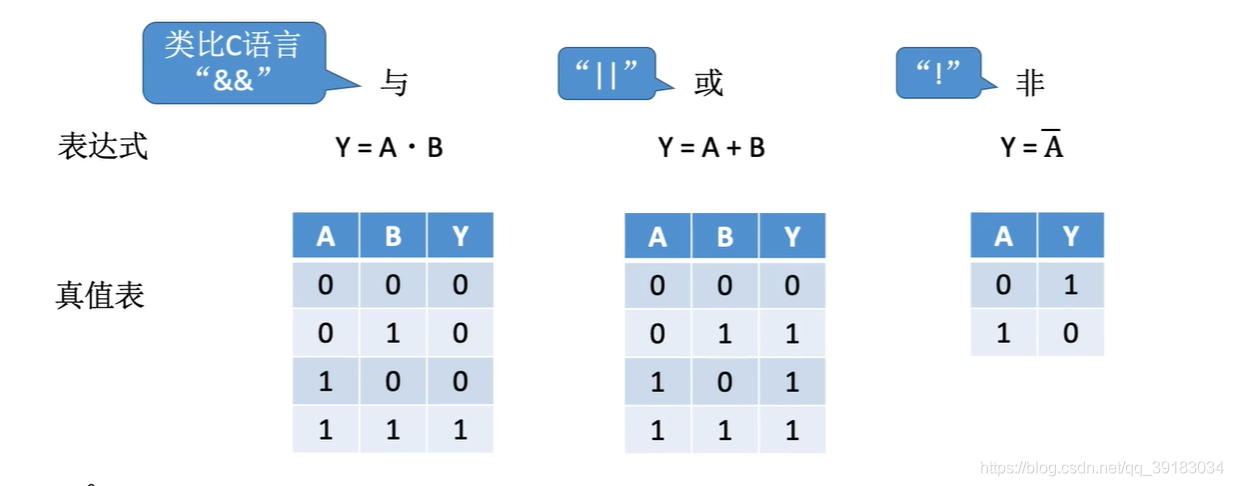 类比C语言
“&&”
与
“||”
或
“!”
非
表达式
Y = A · B
Y = A + B
Y = A̅
真值表
A B Y
0 0 0
0 1 0
1 0 0
1 1 1
A B Y
0 0 0
0 1 1
1 0 1
1 1 1
A Y
0 1
1 0
https://blog.csdn.net/qq_39183034